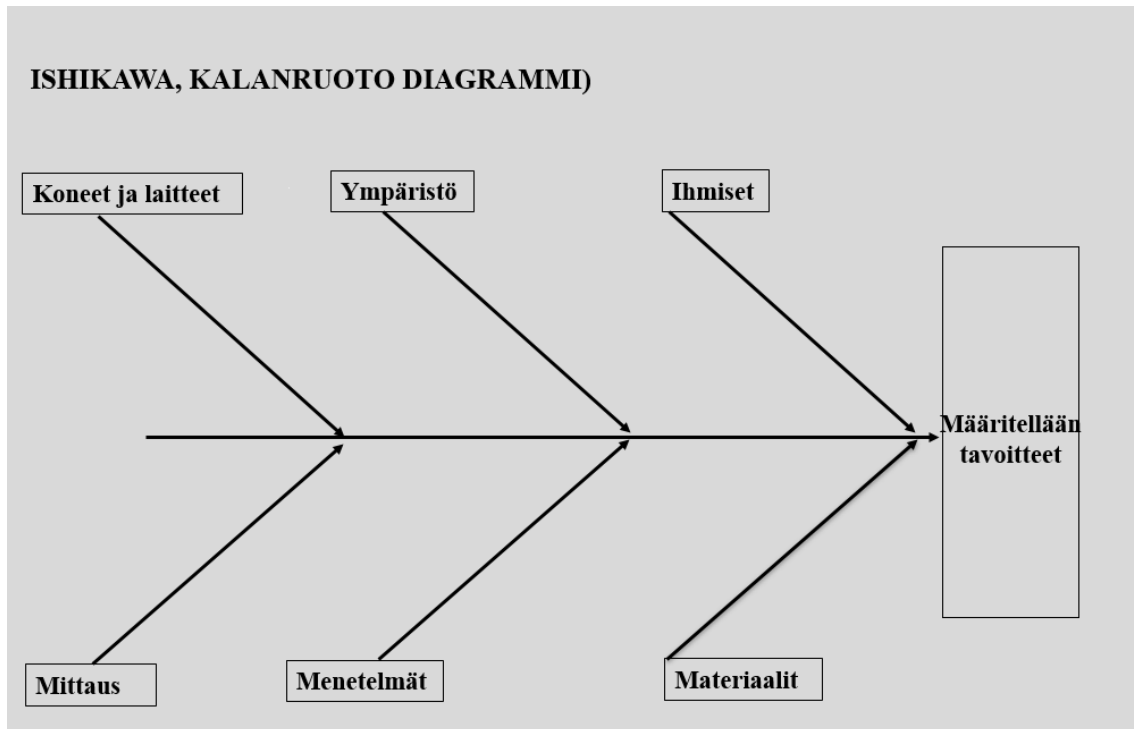 ISHIKAWA, KALANRUOTO DIAGRAMMI)
Koneet ja laitteet
Ympäristö
Ihmiset
Määritellään
tavoitteet
Mittaus
Menetelmät
Materiaalit